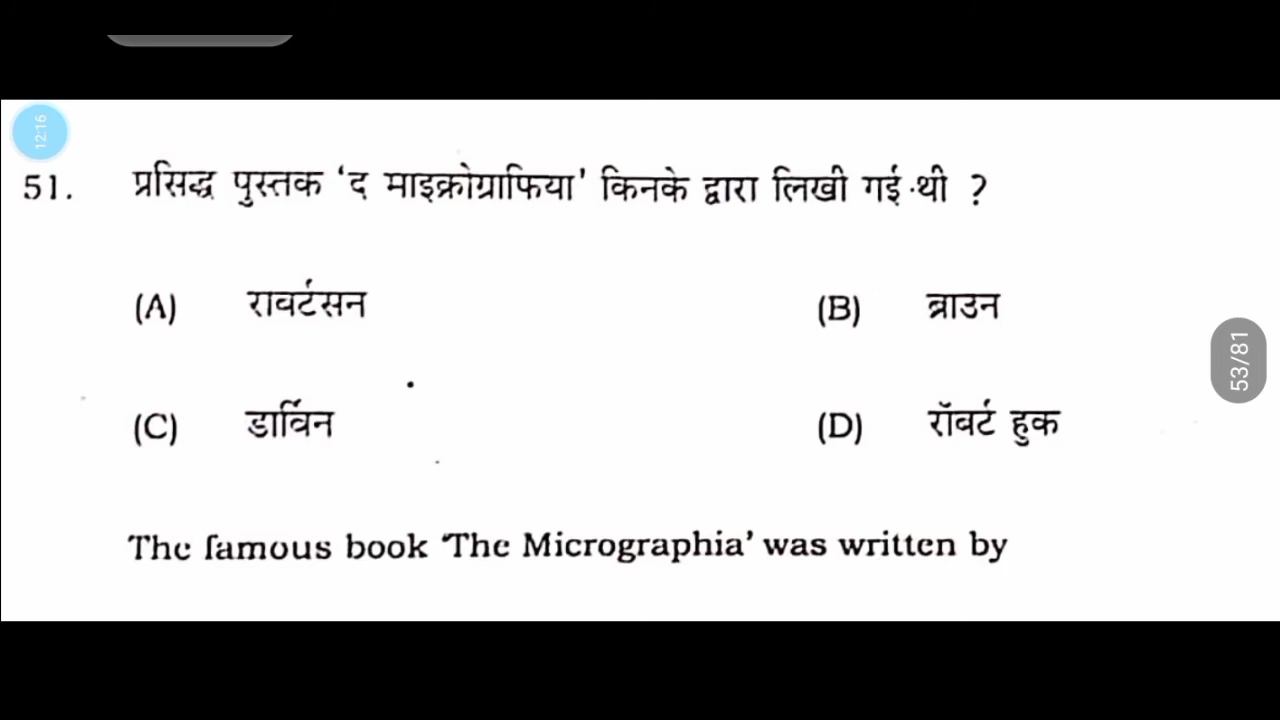 12:16
51. प्रसिद्ध पुस्तक ‘द माइक्रोग्राफिया’ किनके द्वारा लिखी गई थी ?
(A) रावर्टसन (B) ब्राउन
53/81
(C) डार्विन (D) रॉबर्ट हुक
The famous book ‘The Micrographia’ was written by